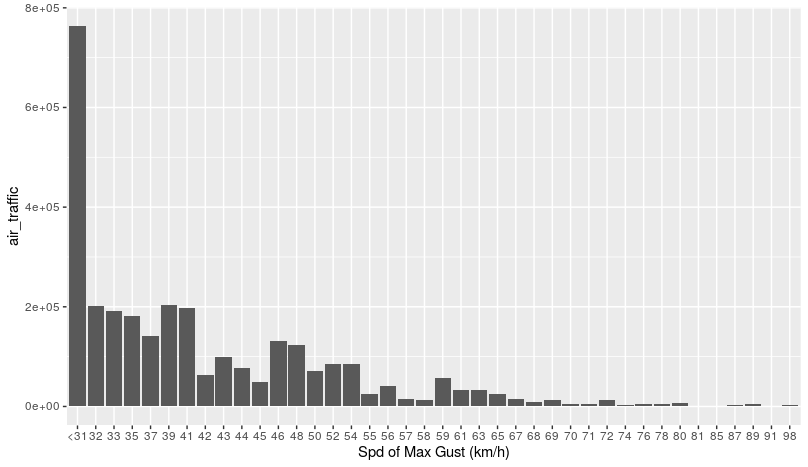 8e+05
6e+05
4e+05
2e+05
0e+00
air_traffic
<31 32 33 35 37 39 41 42 43 44 45 46 48 50 52 54 55 56 57 58 59 61 63 65 67 68 69 70 71 72 74 76 78 80 81 85 87 89 91 98
Spd of Max Gust (km/h)